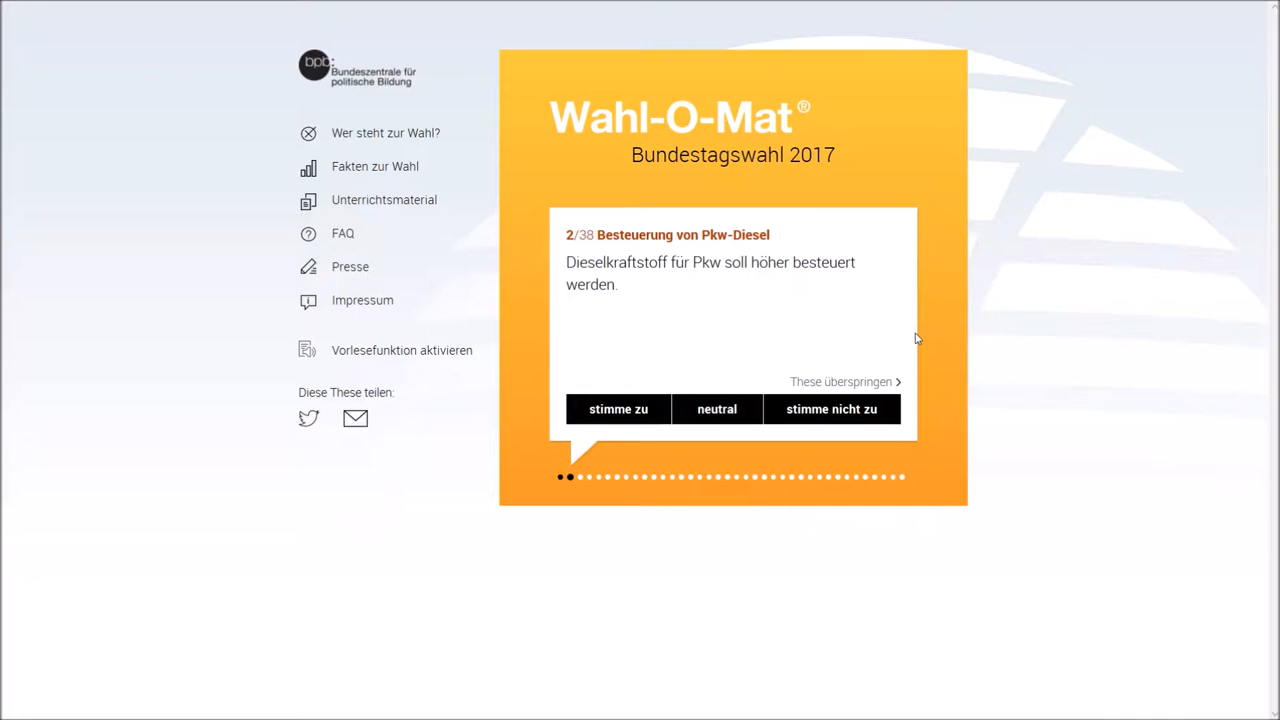 bpb:
Bundeszentrale für
politische Bildung
Wer steht zur Wahl?
Fakten zur Wahl
Unterrichtsmaterial
FAQ
Presse
Impressum
Vorlesefunktion aktivieren
Diese These teilen:
Wahl-O-Mat®
Bundestagswahl 2017
2/38 Besteuerung von Pkw-Diesel
Dieselkraftstoff für Pkw soll höher besteuert
werden.
These überspringen
stimme zu neutral stimme nicht zu